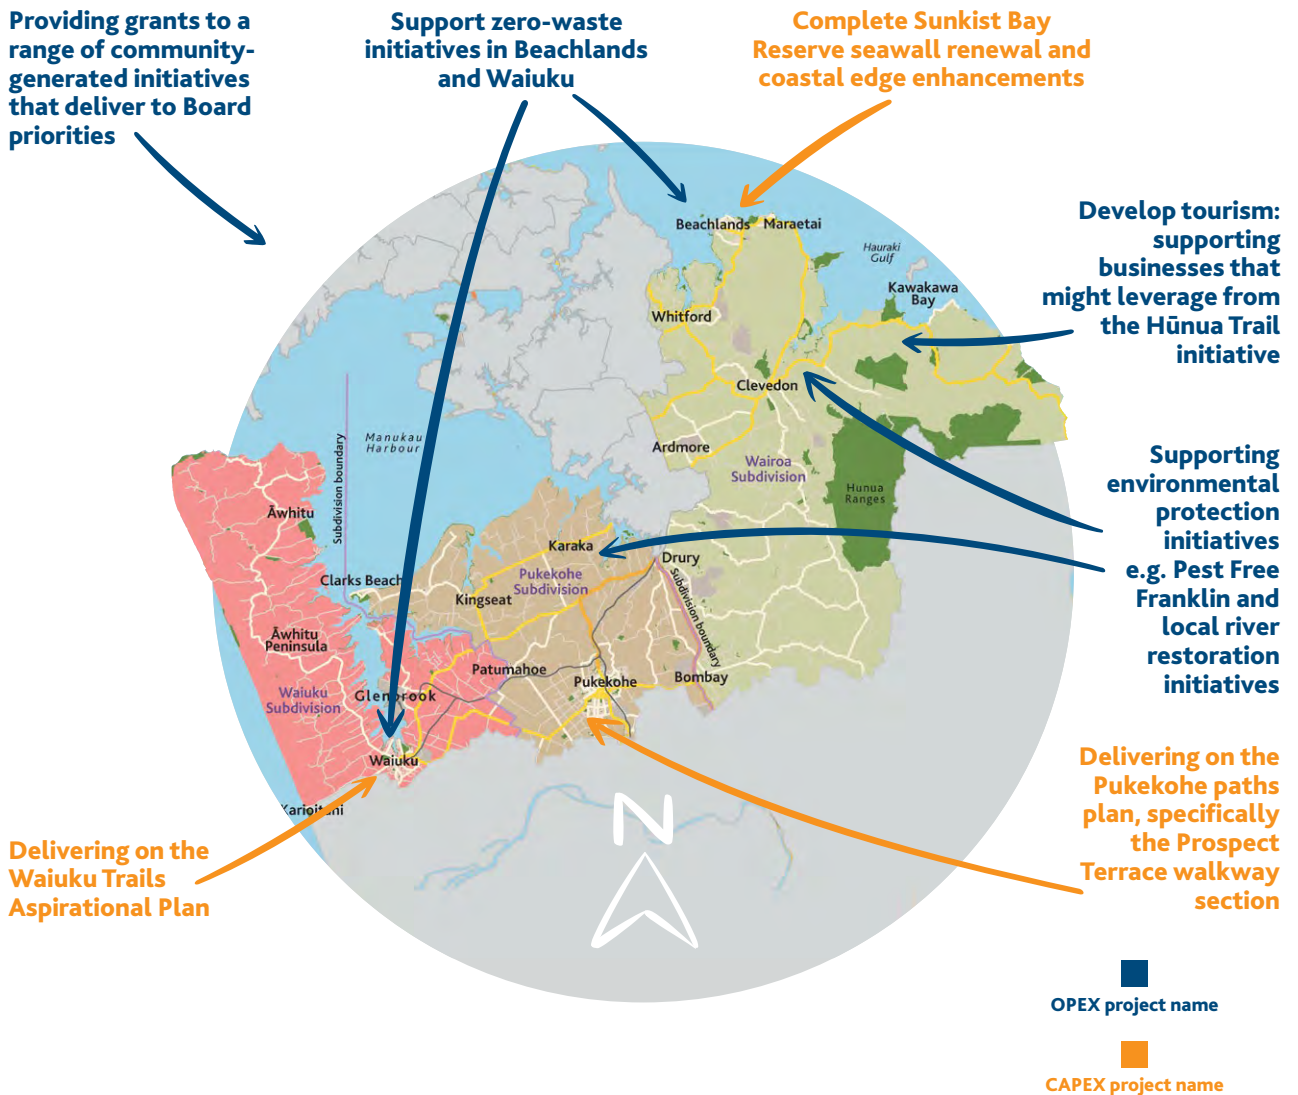 Providing grants to a
range of community-
generated initiatives
that deliver to Board
priorities
Support zero-waste
initiatives in Beachlands
and Waiuku
Complete Sunkist Bay
Reserve seawall renewal and
coastal edge enhancements
Develop tourism:
supporting
businesses that
might leverage from
the Hūnua Trail
initiative
Supporting
environmental
protection
initiatives
e.g. Pest Free
Franklin and
local river
restoration
initiatives
Delivering on the
Pukekohe paths
plan, specifically
the Prospect
Terrace walkway
section
Delivering on the
Waiuku Trails
Aspirational Plan
Beachlands
Maraetai
Hauraki
Gulf
Kawakawa
Bay
Whitford
Clevedon
Ardmore
Wairoa
Subdivision
Hunua
Ranges
Manukau
Harbour
Subdivision boundary
Āwhitu
Karaka
Drury
Pukekohe
Subdivision
Clarks Beach
Kingseat
Subdivision boundary
Āwhitu
Peninsula
Patumahoe
Pukekohe
Bombay
Waiuku
Subdivision
Glenbrook
Waiuku
Karioitahi
N
OPEX project name
CAPEX project name